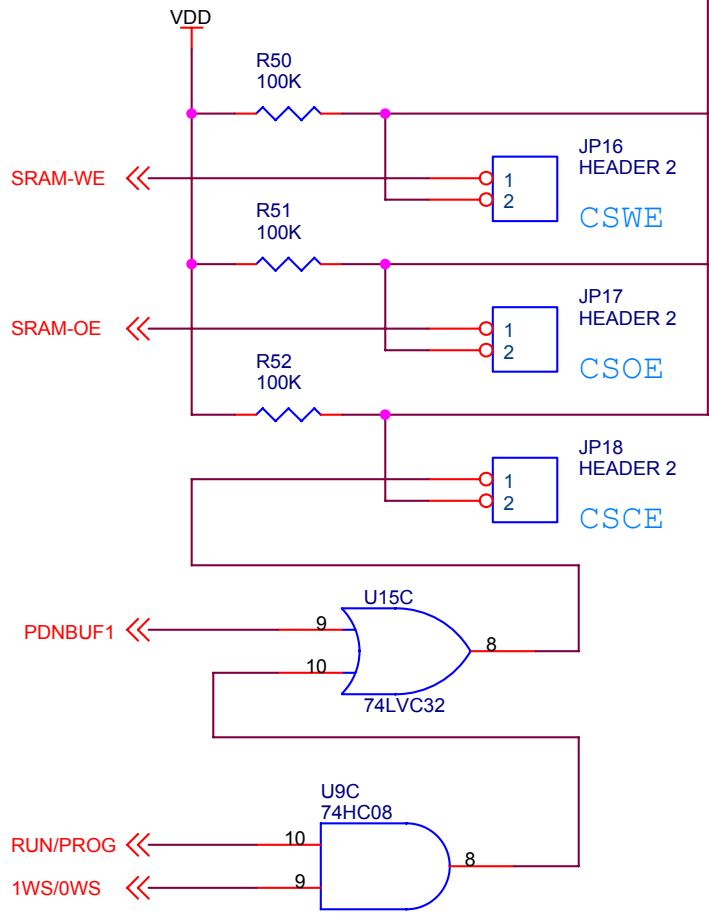 VDD
R50
100K
JP16
HEADER 2
SRAM-WE
1
2
CSWE
R51
100K
JP17
HEADER 2
SRAM-OE
1
2
CSOE
R52
100K
JP18
HEADER 2
1
2
CSCE
U15C
PDNBUF1
9
8
10
74LVC32
U9C
74HC08
RUN/PROG
10
8
1WS/0WS
9